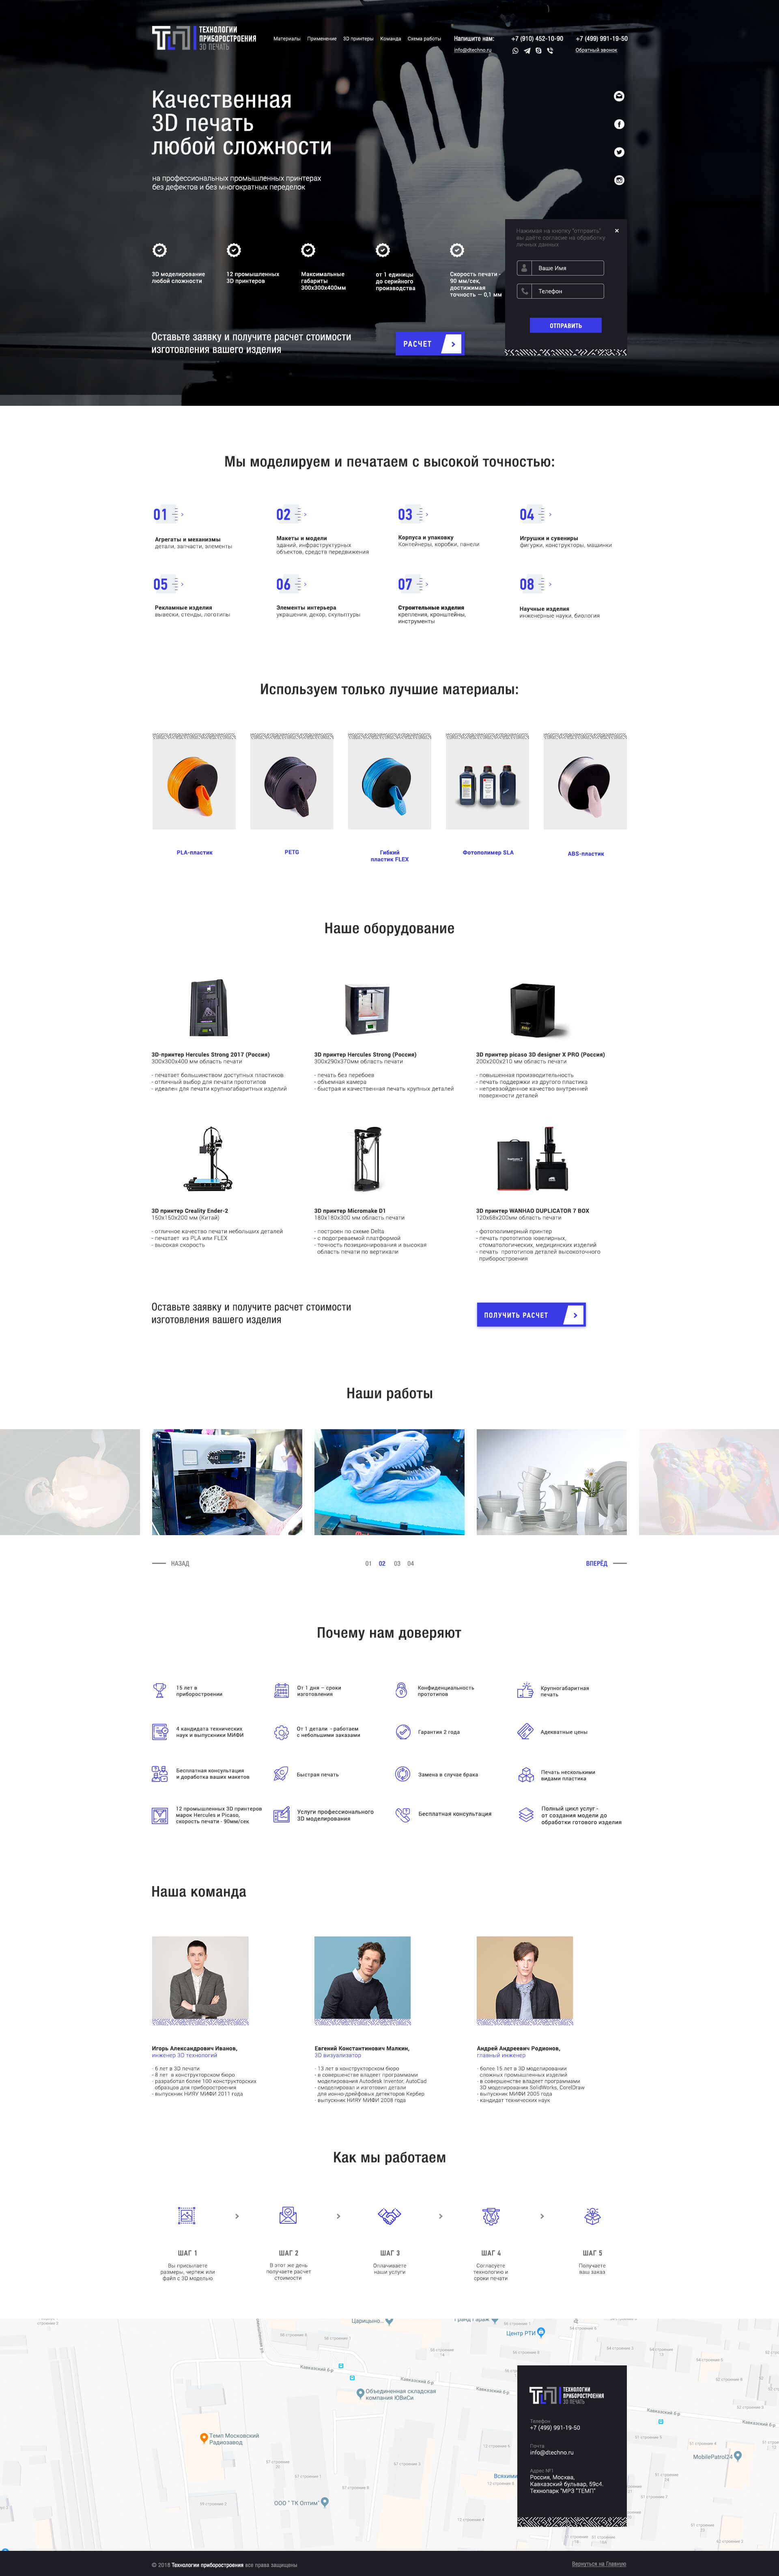 ТЕХНОЛОГИИ
ПРИБОРОСТРОЕНИЯ
3D ПЕЧАТЬ
Материалы Применение 3D принтеры Команда Схема работы
Напишите нам:
info@dtechno.ru
+7 (910) 452-10-90
+7 (499) 991-19-50
Обратный звонок
Качественная
3D печать
любой сложности
на профессиональных промышленных принтерах
без дефектов и без многократных переделок
3D моделирование
любой сложности
12 промышленных
3D принтеров
Максимальные
габариты
300x300x400мм
от 1 единицы
до серийного
производства
Скорость печати -
90 мм/сек,
достижимая
точность — 0,1 мм
Нажимая на кнопку "отправить"
вы даёте согласие на обработку
личных данных
Ваше Имя
Телефон
ОТПРАВИТЬ
Оставьте заявку и получите расчет стоимости
изготовления вашего изделия
РАСЧЕТ
Мы моделируем и печатаем с высокой точностью:
01
Агрегаты и механизмы
детали, запчасти, элементы
02
Макеты и модели
зданий, инфраструктурных
объектов, средств передвижения
03
Корпуса и упаковку
Контейнеры, коробки, панели
04
Игрушки и сувениры
фигурки, конструкторы, машинки
05
Рекламные изделия
вывески, стенды, логотипы
06
Элементы интерьера
украшения, декор, скульптуры
07
Строительные изделия
крепления, кронштейны,
инструменты
08
Научные изделия
инженерные науки, биология
Используем только лучшие материалы:
PLA-пластик
PETG
Гибкий
пластик FLEX
Фотополимер SLA
ABS-пластик
Наше оборудование
3D-принтер Hercules Strong 2017 (Россия)
300x300x400 мм область печати
- печатает большинством доступных пластиков
- отличный выбор для печати прототипов
- идеален для печати крупногабаритных изделий
3D принтер Hercules Strong (Россия)
300x290x370мм область печати
- печать без перебоев
- объемная камера
- быстрая и качественная печать крупных деталей
3D принтер picaso 3D designer X PRO (Россия)
200x200x210 мм область печати
- повышенная производительность
- печать поддержки из другого пластика
- непревзойденное качество внутренней
поверхности деталей
3D принтер Creality Ender-2
150x150x200 мм (Китай)
- отличное качество печати небольших деталей
- печатает из PLA или FLEX
- высокая скорость
3D принтер Micromake D1
180x180x300 мм область печати
- построен по схеме Delta
- с подогреваемой платформой
- точность позиционирования и высокая
область печати по вертикали
3D принтер WANHAO DUPLICATOR 7 BOX
120x68x200мм область печати
- фотополимерный принтер
- печать прототипов ювелирных,
стоматологических, медицинских изделий
- печать прототипов деталей высокоточного
приборостроения
Оставьте заявку и получите расчет стоимости
изготовления вашего изделия
ПОЛУЧИТЬ РАСЧЕТ
Наши работы
НАЗАД
01 02 03 04
ВПЕРЁД
Почему нам доверяют
15 лет в
приборостроении
От 1 дня – сроки
изготовления
Конфиденциальность
прототипов
Крупногабаритная
печать
4 кандидата технических
наук и выпускники МИФИ
От 1 детали - работаем
с небольшими заказами
Гарантия 2 года
Адекватные цены
Бесплатная консультация
и доработка ваших макетов
Быстрая печать
Замена в случае брака
Печать несколькими
видами пластика
12 промышленных 3D принтеров
марок Hercules и Picaso,
скорость печати - 90мм/сек
Услуги профессионального
3D моделирования
Бесплатная консультация
Полный цикл услуг -
от создания модели до
обработки готового изделия
Наша команда
Игорь Александрович Иванов,
инженер 3D технологий
- 6 лет в 3D печати
- 8 лет в конструкторском бюро
- разработал более 100 конструкторских
образцов для приборостроения
- выпускник НИЯУ МИФИ 2011 года
Евгений Константинович Малкин,
3D визуализатор
- 13 лет в конструкторском бюро
- в совершенстве владеет программами
моделирования Autodesk Inventer, AutoCad
- смоделировал и изготовил детали
для ионно-дрейфовых детекторов Кербер
- выпускник НИЯУ МИФИ 2008 года
Андрей Андреевич Родионов,
главный инженер
- более 15 лет в 3D моделировании
сложных промышленных изделий
- в совершенстве владеет программами
3D моделирования SolidWorks, CorelDraw
- выпускник МИФИ 2005 года
- кандидат технических наук
Как мы работаем
ШАГ 1
Вы присылаете
размеры, чертеж или
файл с 3D моделью
ШАГ 2
В этот же день
получаете расчет
стоимости
ШАГ 3
Оплачиваете
наши услуги
ШАГ 4
Согласуете
технологию и
сроки печати
ШАГ 5
Получаете
ваш заказ
Царицыно...
Центр РТИ
Кавказский б-р
Объединенная складская
компания ЮВиСи
Темп Московский
Радиозавод
ООО " ТК Оптим"
MobilePatrol24
ТЕХНОЛОГИИ
ПРИБОРОСТРОЕНИЯ
3D ПЕЧАТЬ
Телефон
+7 (499) 991-19-50
Почта
info@dtechno.ru
Адрес №1
Россия, Москва,
Кавказский бульвар, 59с4.
Технопарк "МРЗ "ТЕМП"
© 2018 Технологии приборостроения все права защищены
Вернуться на Главную